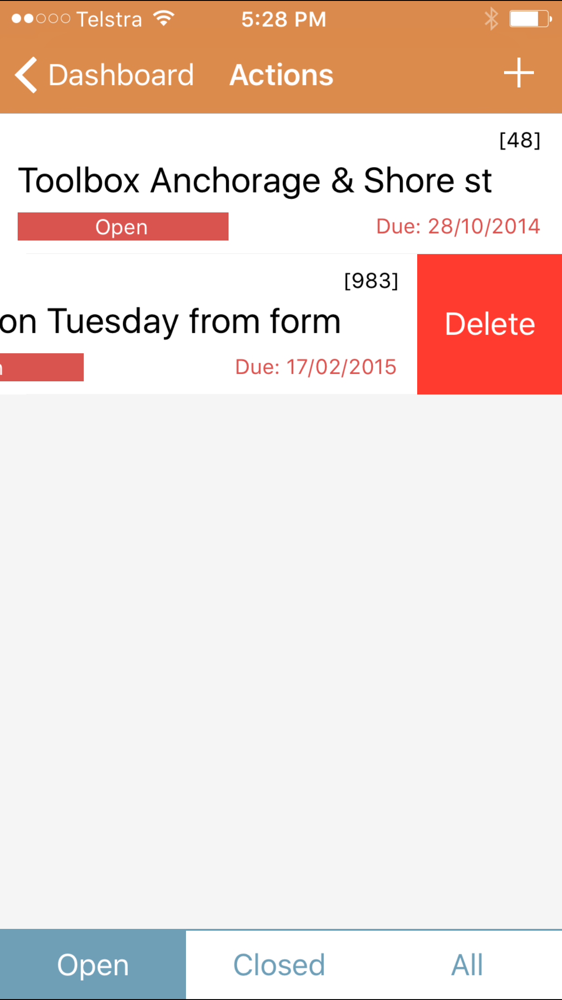 Telstra 5:28 PM
Dashboard Actions +
[48]
Toolbox Anchorage & Shore st
Open Due: 28/10/2014
[983]
on Tuesday from form
Delete
Due: 17/02/2015
Open Closed All